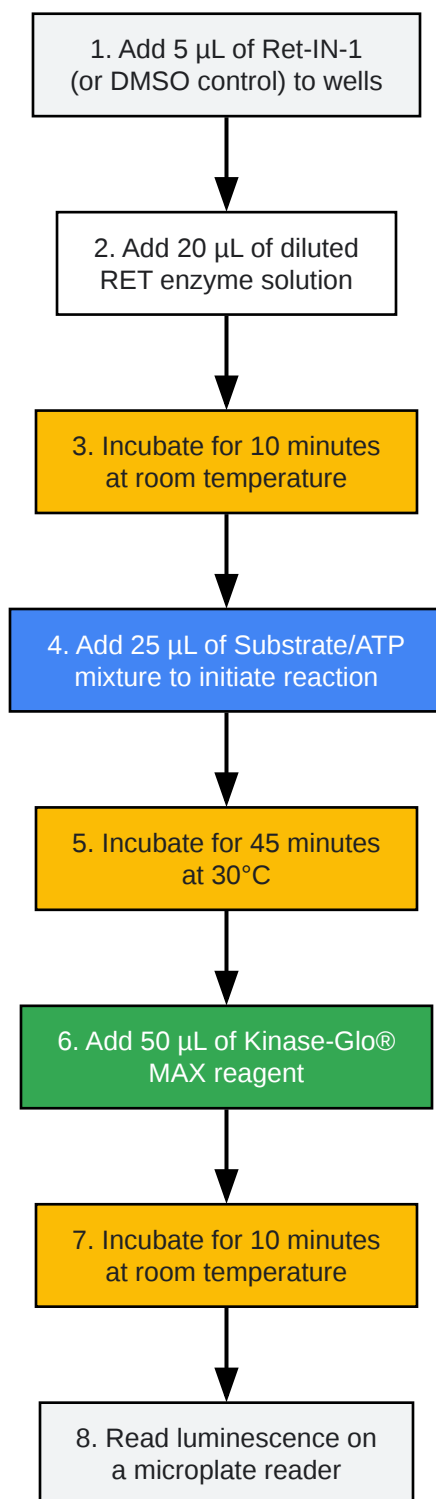 1. Add 5 µL of Ret-IN-1
(or DMSO control) to wells
2. Add 20 µL of diluted
RET enzyme solution
3. Incubate for 10 minutes
at room temperature
4. Add 25 µL of Substrate/ATP
mixture to initiate reaction
5. Incubate for 45 minutes
at 30°C
6. Add 50 µL of Kinase-Glo®
MAX reagent
7. Incubate for 10 minutes
at room temperature
8. Read luminescence on
a microplate reader